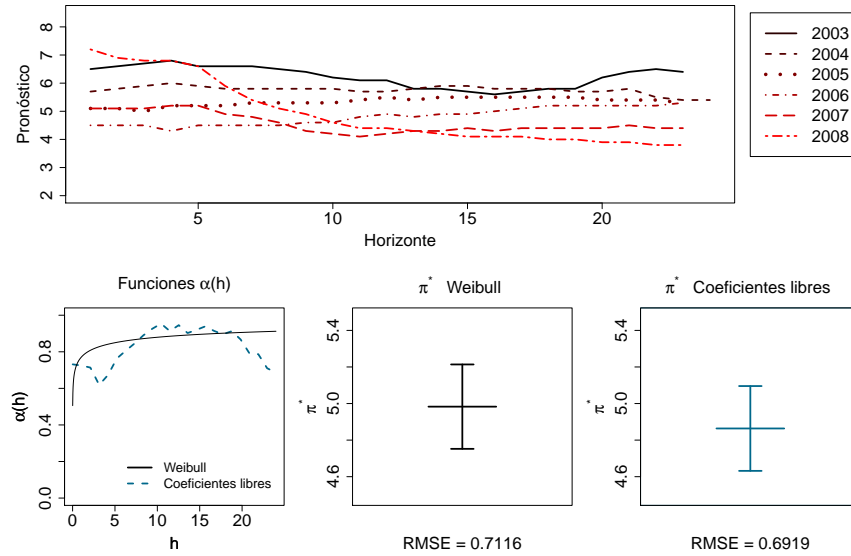 8
7
6
5
4
3
2
Pronóstico
5
10
15
20
Horizonte
2003
2004
2005
2006
2007
2008
Funciones α(h)
0.8
0.4
0.0
α(h)
Weibull
Coeficientes libres
0
5
10
15
20
h
π* Weibull
5.4
5.0
4.6
π*
RMSE = 0.7116
π* Coeficientes libres
5.4
5.0
4.6
π*
RMSE = 0.6919